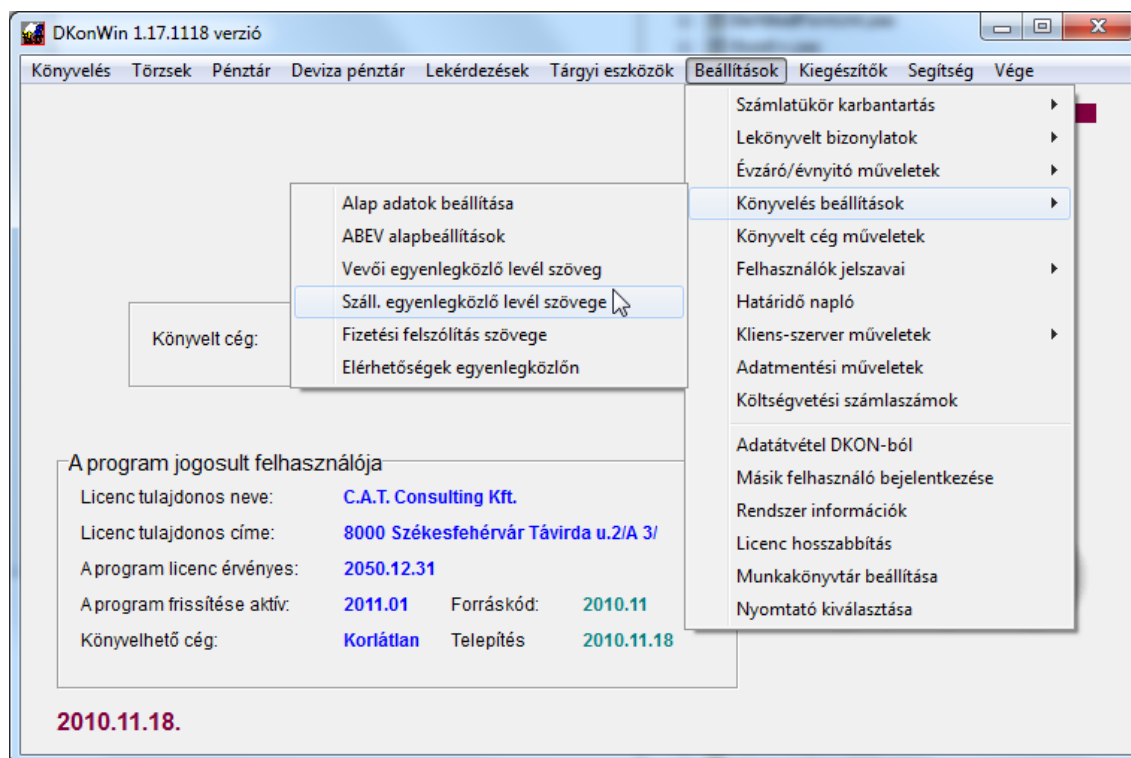 DKonWin 1.17.1118 verzió
Könyvelés Törzsek Pénztár Deviza pénztár Lekérdezések Tárgyi eszközök Beállítások Kiegészítők Segítség Vége
Számlatükör karbantartás
Lekönyvelt bizonylatok
Évzáró/évnyitó műveletek
Könyvelés beállítások
Könyvelt cég műveletek
Felhasználók jelszavai
Határidő napló
Kliens-szerver műveletek
Adatmentési műveletek
Költségvetési számlaszámok
Adatátvétel DKON-ból
Másik felhasználó bejelentkezése
Rendszer információk
Licenc hosszabbítás
Munkakönyvtár beállítása
Nyomtató kiválasztása
Alap adatok beállítása
ABEV alapbeállítások
Vevői egyenlegközlő levél szöveg
Száll. egyenlegközlő levél szövege
Fizetési felszólítás szövege
Elérhetőségek egyenlegközlőn
Könyvelt cég:
A program jogosult felhasználója
Licenc tulajdonos neve: C.A.T. Consulting Kft.
Licenc tulajdonos címe: 8000 Székesfehérvár Távirda u.2/A 3/
A program licenc érvényes: 2050.12.31
A program frissítése aktív: 2011.01 Forráskód: 2010.11
Könyvelhető cég: Korlátlan Telepítés 2010.11.18
2010.11.18.